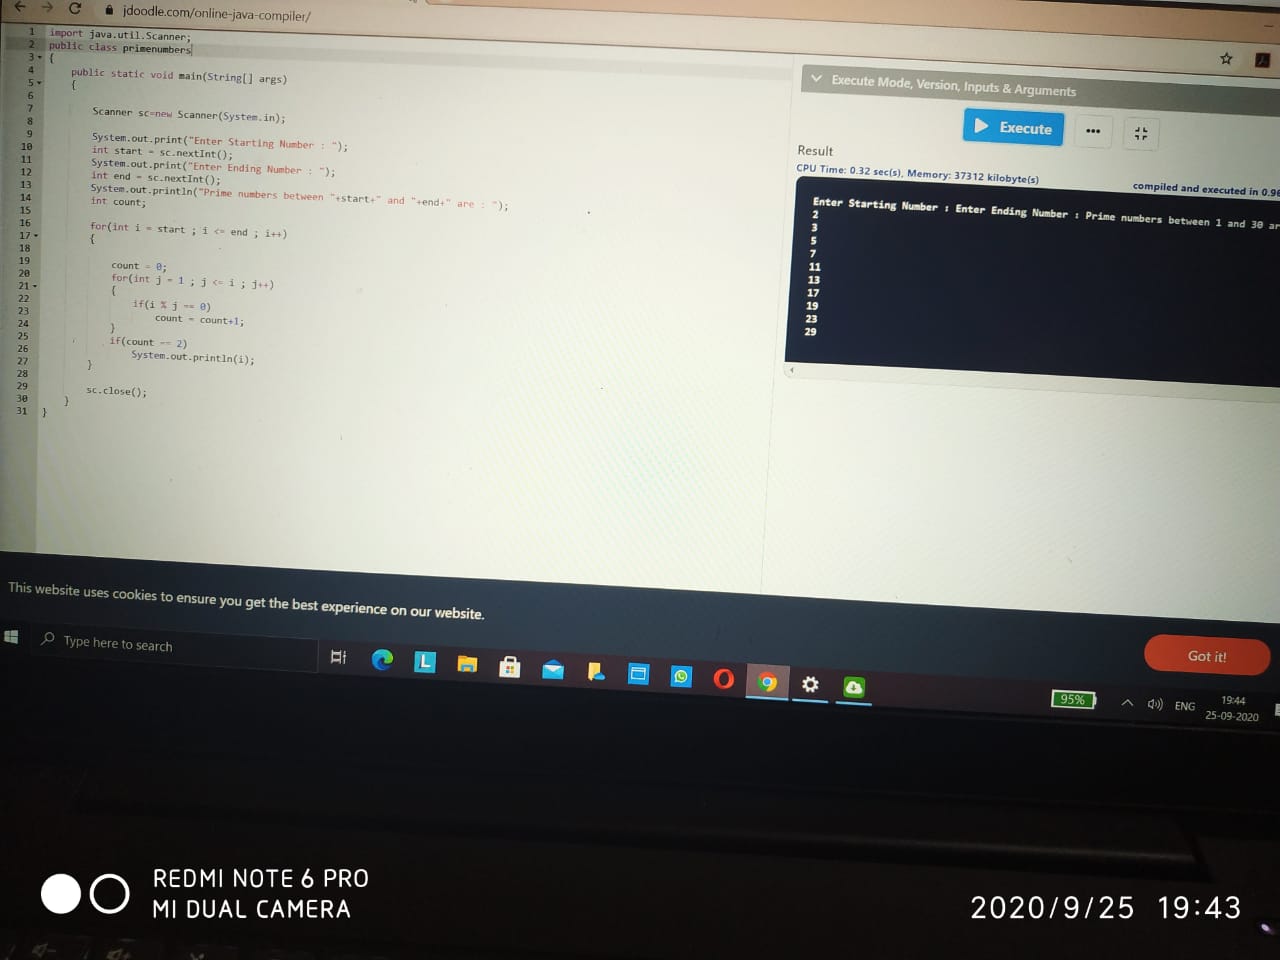 jdoodle.com/online-java-compiler/
1 import java.util.Scanner;
2 public class primenumbers
3 {
4 public static void main(String[] args)
5 {
6
7 Scanner sc=new Scanner(System.in);
8
9 System.out.print("Enter Starting Number : ");
10 int start = sc.nextInt();
11 System.out.print("Enter Ending Number : ");
12 int end = sc.nextInt();
13 System.out.println("Prime numbers between "+start+" and "+end+" are : ");
14 int count;
15
16 for(int i = start ; i <= end ; i++)
17 {
18
19 count = 0;
20 for(int j = 1 ; j <= i ; j++)
21 {
22 if(i % j == 0)
23 count = count+1;
24 }
25 if(count == 2)
26 System.out.println(i);
27 }
28
29 sc.close();
30 }
31 }
Execute Mode, Version, Inputs & Arguments
Execute
•••
Result
CPU Time: 0.32 sec(s), Memory: 37312 kilobyte(s)
compiled and executed in 0.96
Enter Starting Number : Enter Ending Number : Prime numbers between 1 and 30 ar
2
3
5
7
11
13
17
19
23
29
This website uses cookies to ensure you get the best experience on our website.
Got it!
Type here to search
L
95%
ENG
19:44
25-09-2020
REDMI NOTE 6 PRO
MI DUAL CAMERA
2020/9/25 19:43